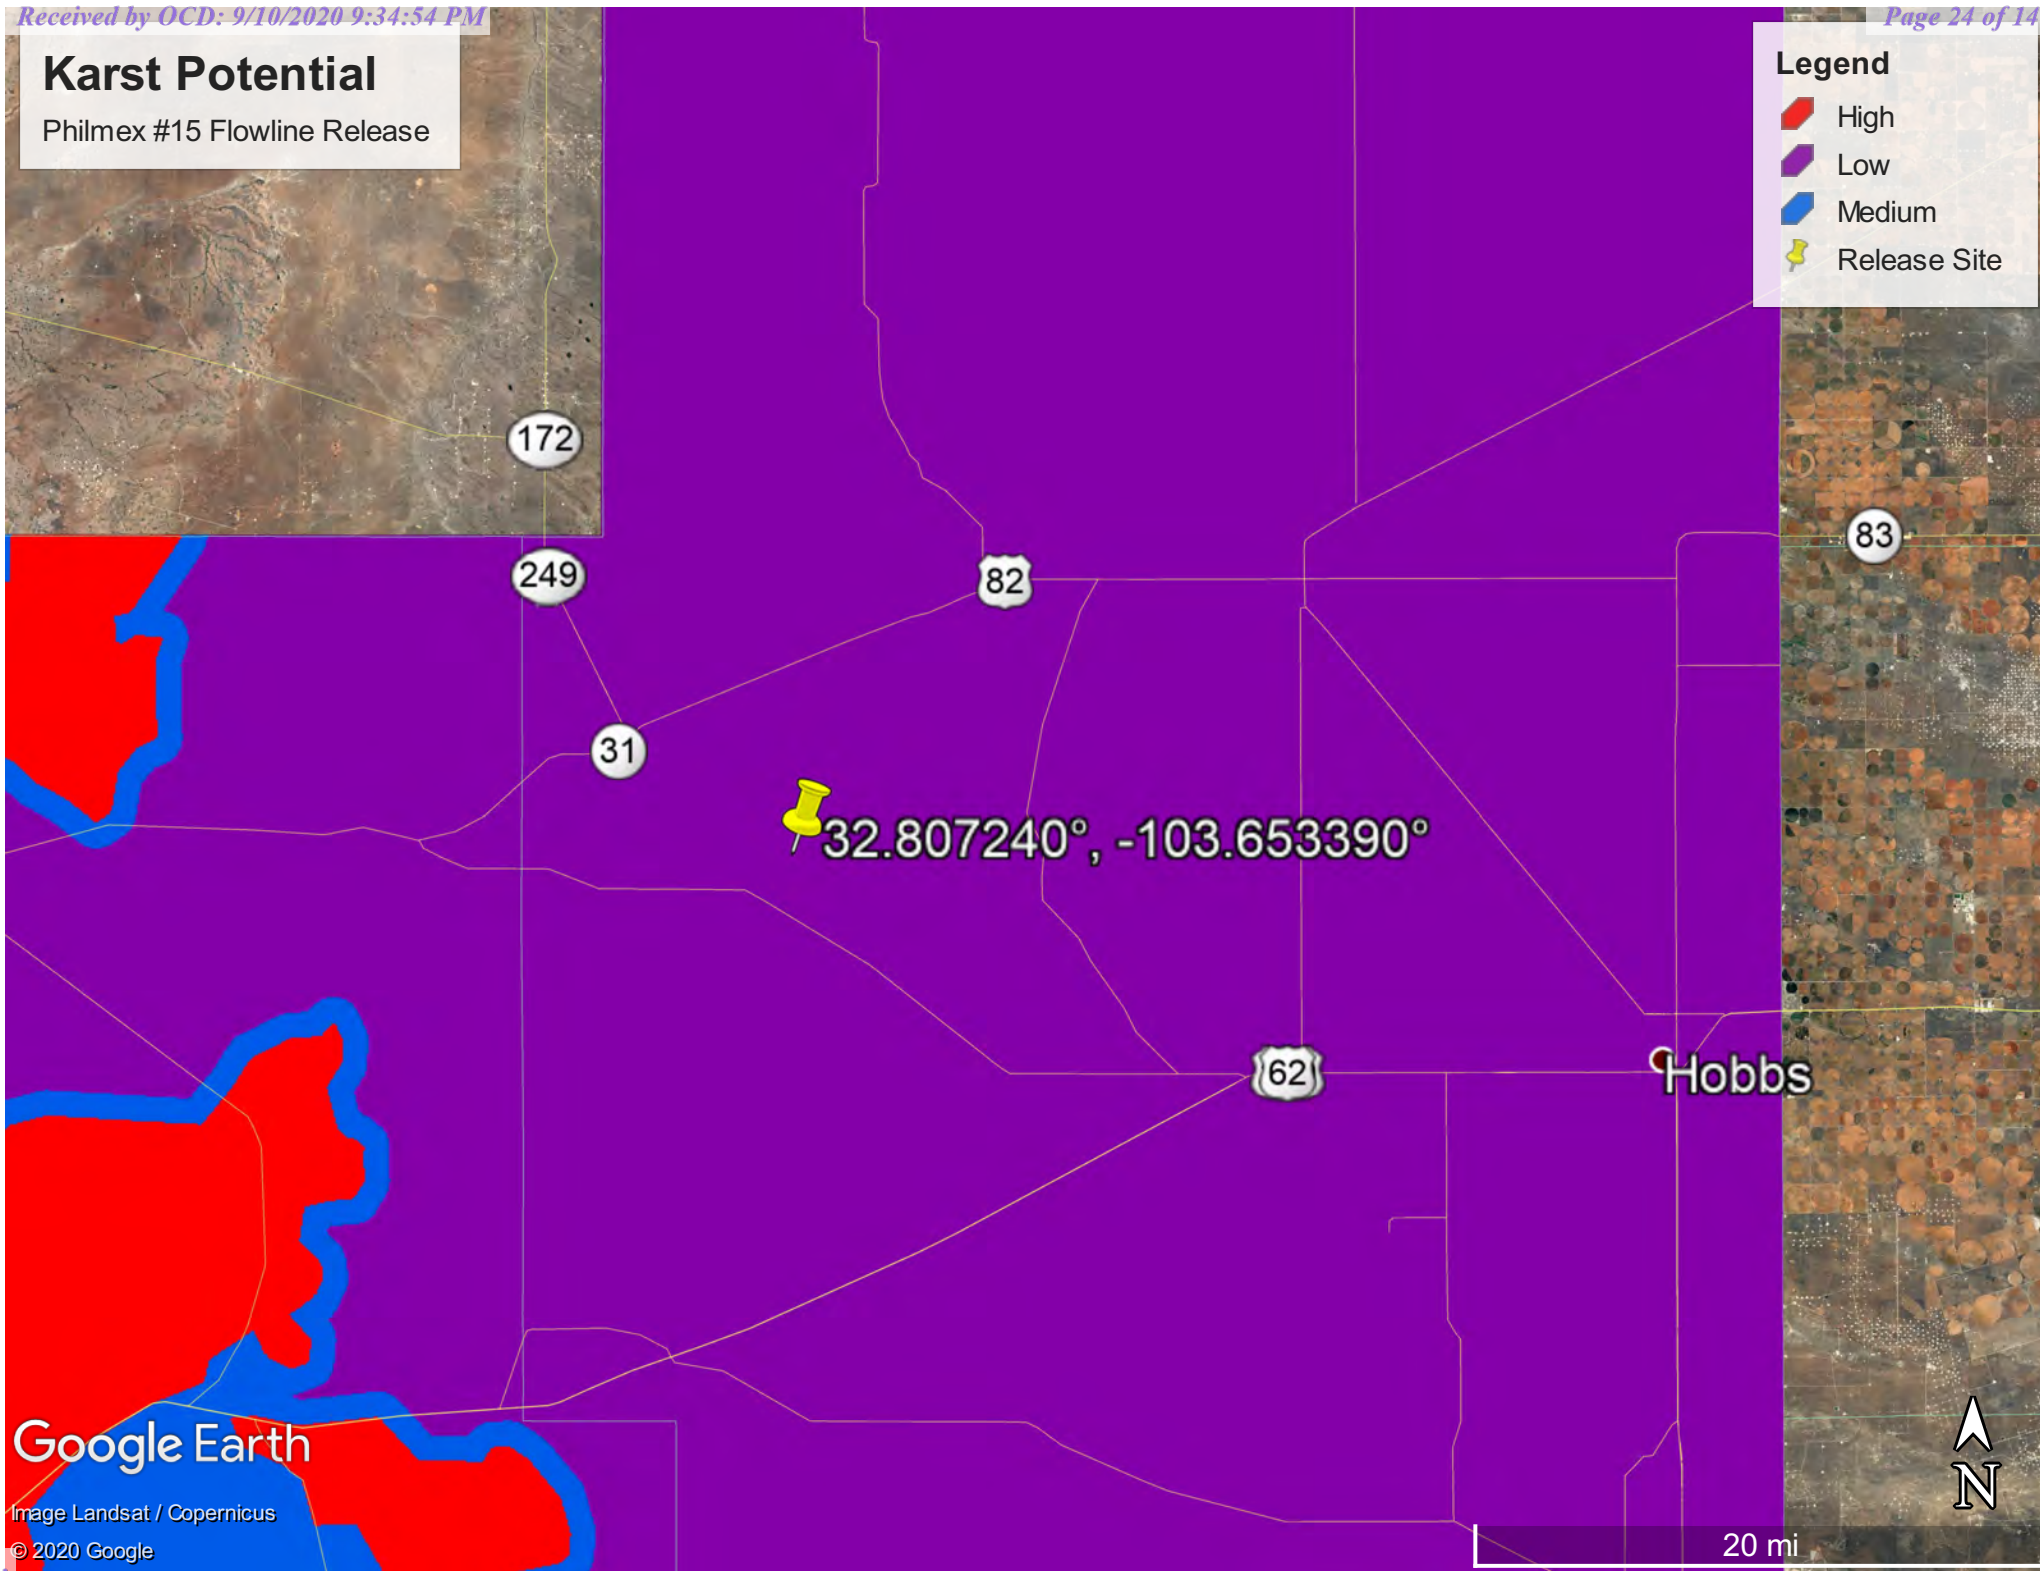 Received by OCD: 9/10/2020 9:34:54 PM
Page 24 of 14
Karst Potential
Philmex #15 Flowline Release
Legend
High
Low
Medium
Release Site
172
83
249
82
31
32.807240°, -103.653390°
62
Hobbs
Google Earth
N
Image Landsat / Copernicus
© 2020 Google
20 mi